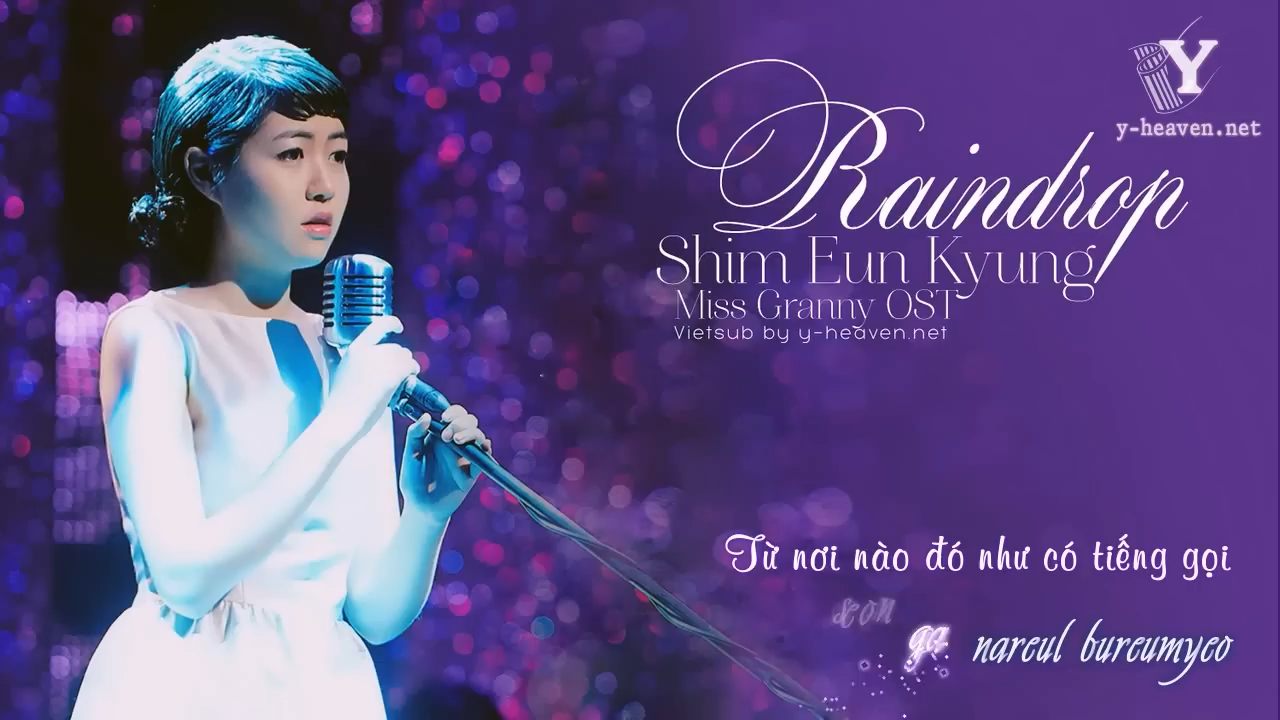 Y
y-heaven.net
Raindrop
Shim Eun Kyung
Miss Granny OST
Vietsub by y-heaven.net
Từ nơi nào đó như có tiếng gọi
ga nareul bureumyeo